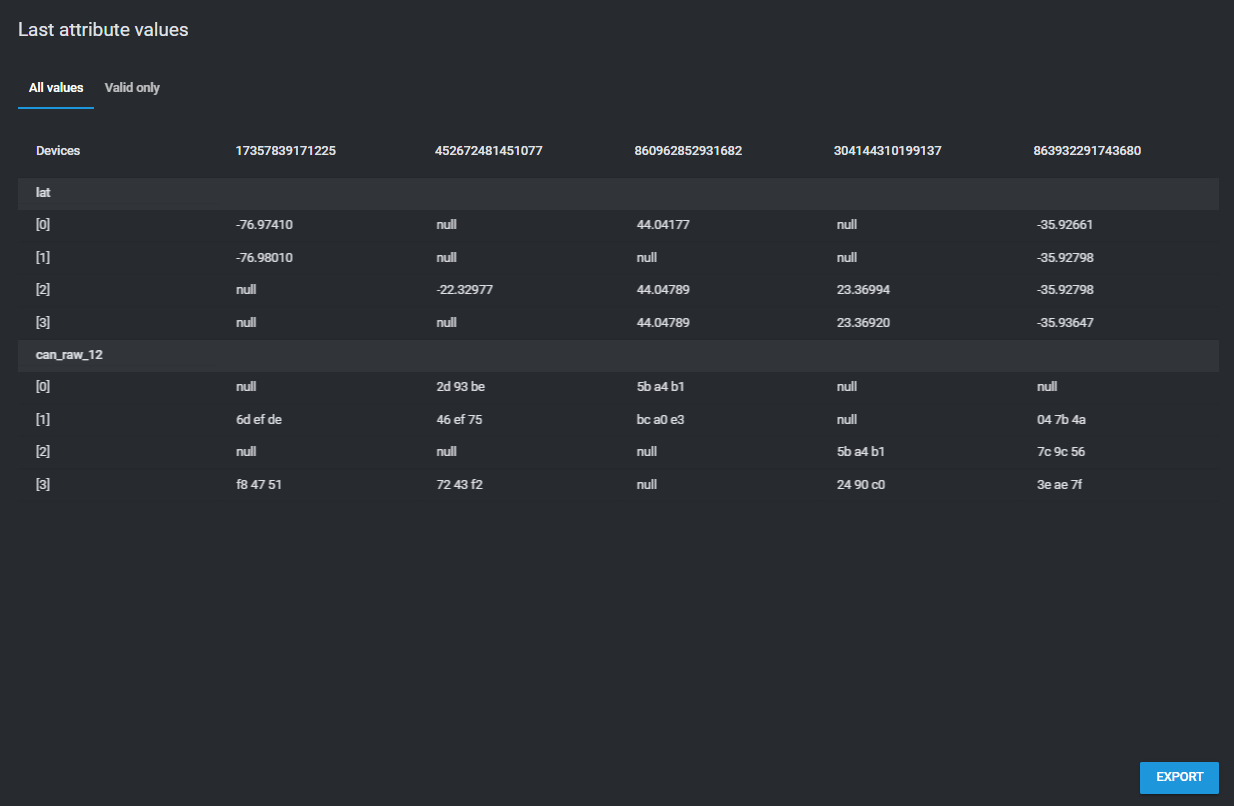 Last attribute values
All values Valid only
Devices 17357839171225 452672481451077 860962852931682 304144310199137 863932291743680
lat
[0] -76.97410 null 44.04177 null -35.92661
[1] -76.98010 null null null -35.92798
[2] null -22.32977 44.04789 23.36994 -35.92798
[3] null null 44.04789 23.36920 -35.93647
can_raw_12
[0] null 2d 93 be 5b a4 b1 null null
[1] 6d ef de 46 ef 75 bc a0 e3 null 04 7b 4a
[2] null null null 5b a4 b1 7c 9c 56
[3] f8 47 51 72 43 f2 null 24 90 c0 3e ae 7f
EXPORT